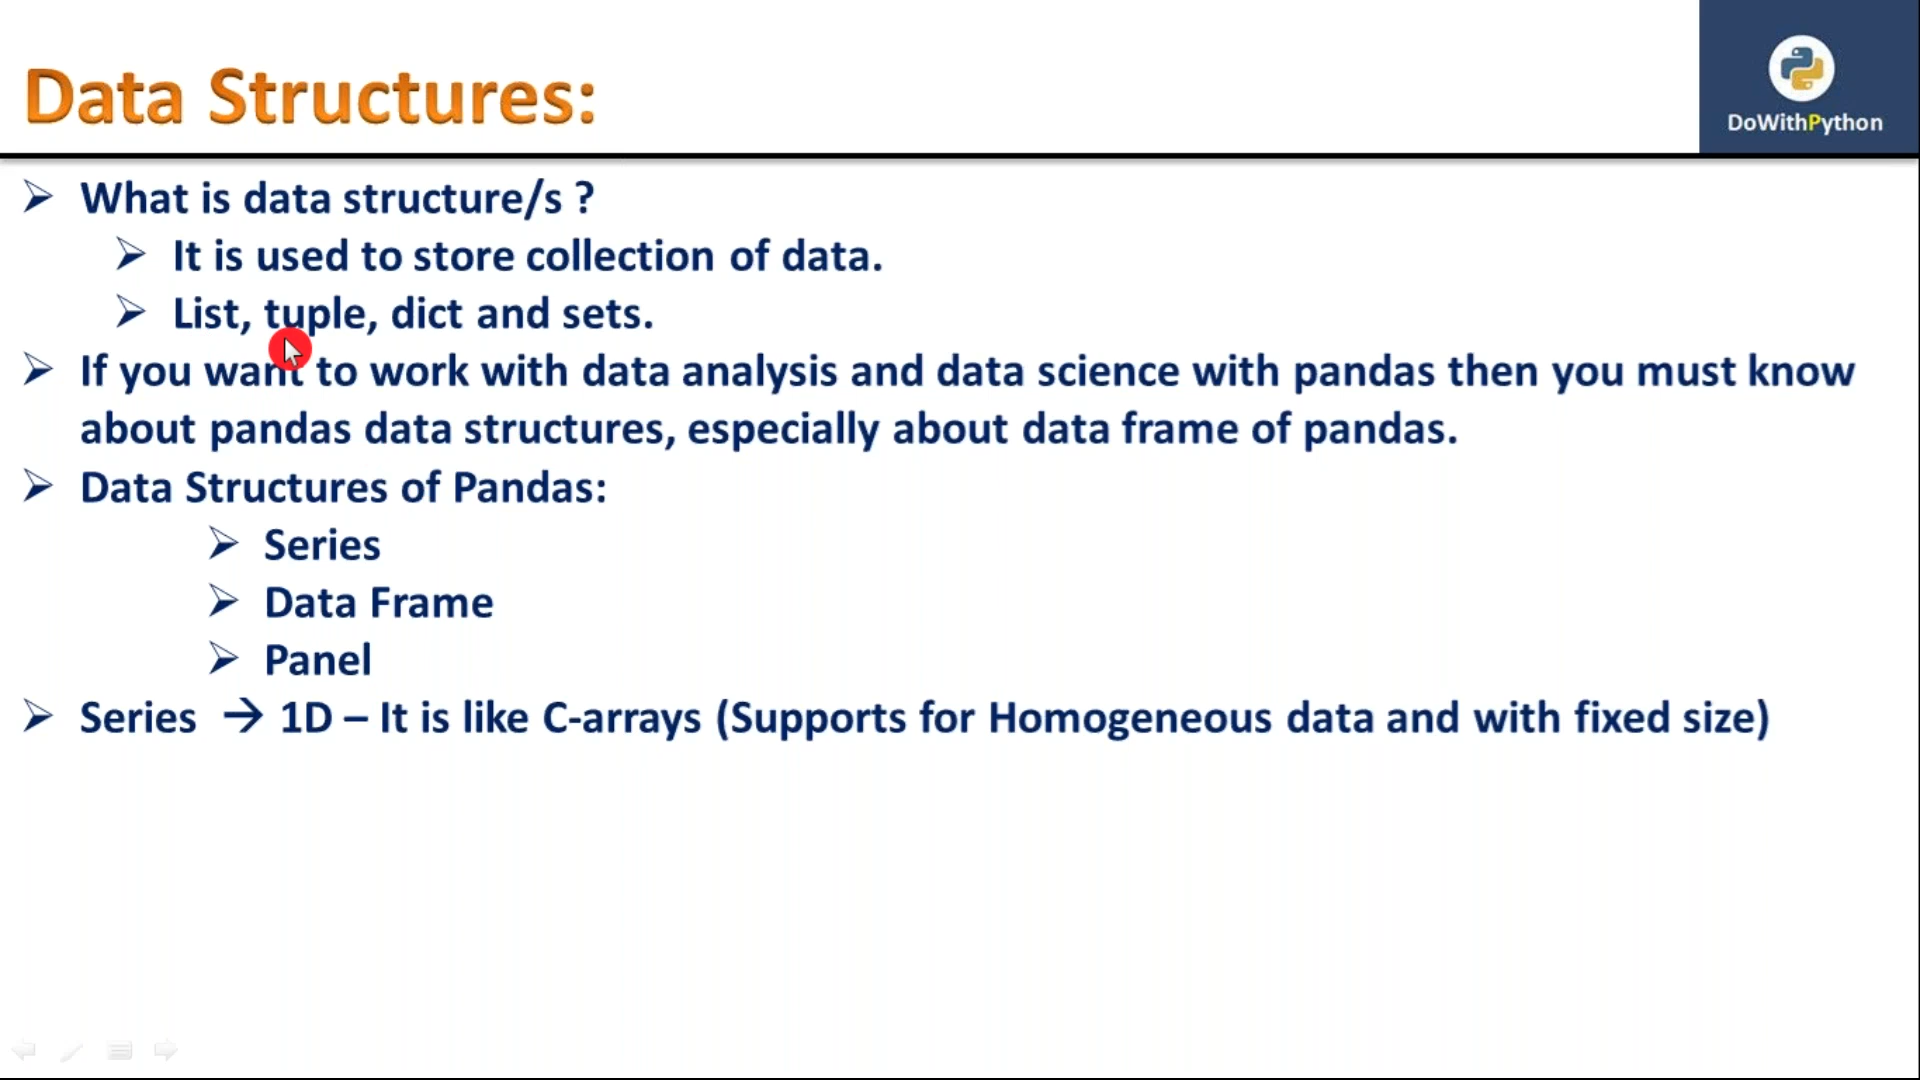 Data Structures:
DoWithPython
What is data structure/s ?
It is used to store collection of data.
List, tuple, dict and sets.
If you want to work with data analysis and data science with pandas then you must know
about pandas data structures, especially about data frame of pandas.
Data Structures of Pandas:
Series
Data Frame
Panel
Series → 1D – It is like C-arrays (Supports for Homogeneous data and with fixed size)